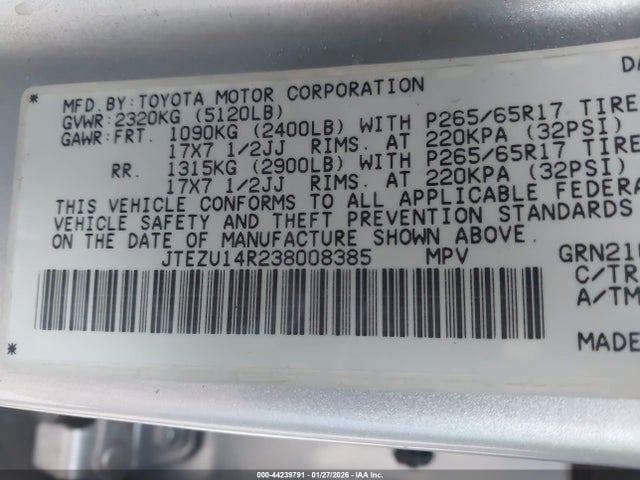 DA
MFD.BY:TOYOTA MOTOR CORPORATION
GVWR:2320KG (5120LB)
GAWR:FRT. 1090KG (2400LB) WITH P265/65R17 TIRE
17X7 1/2JJ RIMS. AT 220KPA (32PSI)
RR. 1315KG (2900LB) WITH P265/65R17 TIRE
17X7 1/2JJ RIMS. AT 220KPA (32PSI)
THIS VEHICLE CONFORMS TO ALL APPLICABLE FEDERA
VEHICLE SAFETY AND THEFT PREVENTION STANDARDS
ON THE DATE OF MANUFACTURE SHOWN ABOVE.
JTEZU14R238008385 MPV GRN210
C/TR
A/TM
MADE
000-44239791 - 01/27/2026 - IAA Inc.